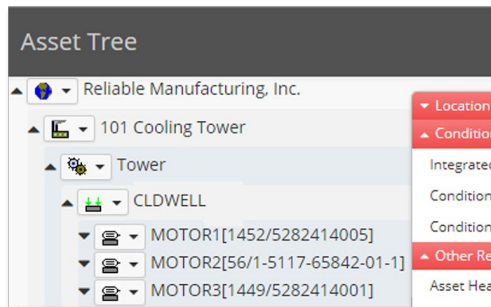 Asset Tree
Reliable Manufacturing, Inc.
101 Cooling Tower
Tower
CLDWELL
MOTOR1[1452/5282414005]
MOTOR2[56/1-5117-65842-01-1]
MOTOR3[1449/5282414001]
Location
Conditio
Integrated
Condition
Condition
Other Re
Asset Hea